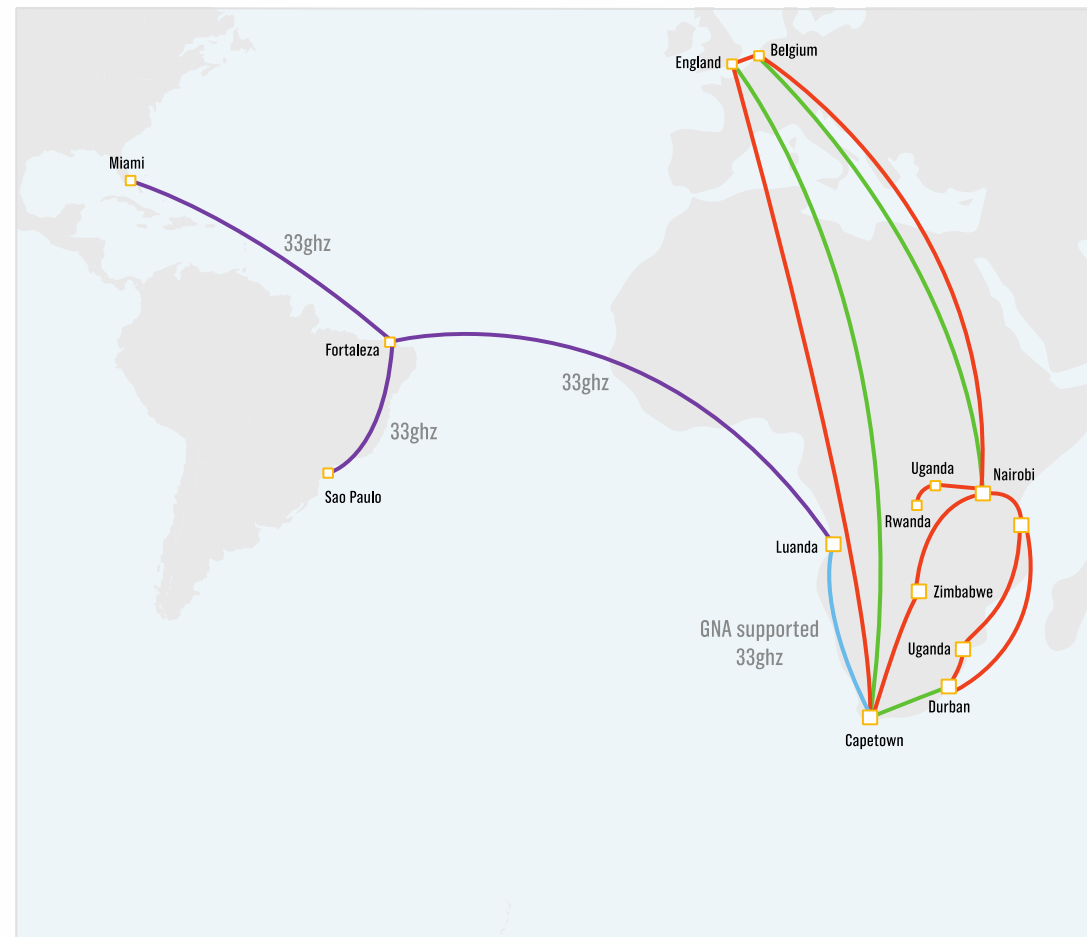 Belgium
England
Miami
33ghz
Fortaleza
33ghz
33ghz
Uganda
Nairobi
Sao Paulo
Rwanda
Luanda
Zimbabwe
GNA supported
33ghz
Uganda
Durban
Capetown